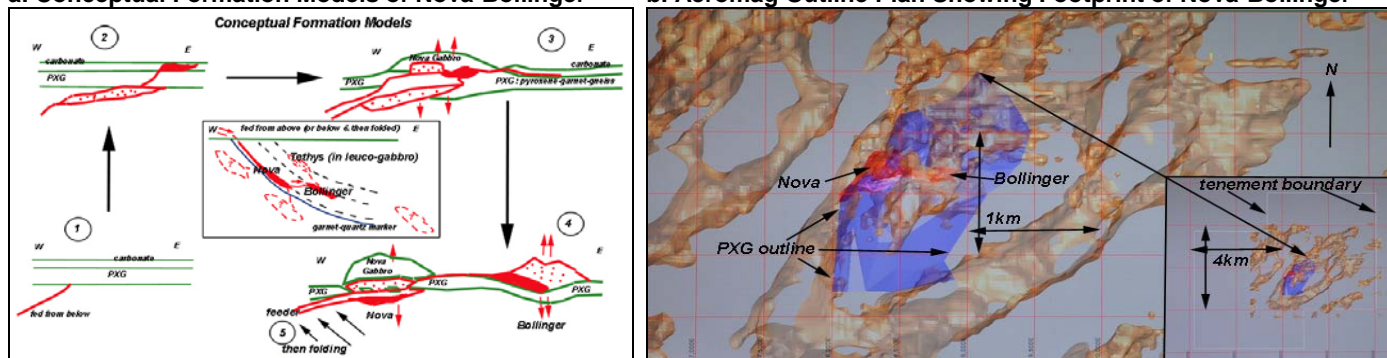 a. Conceptual Formation Models of Nova-Bollinger
b. Aeromag Outline Plan Showing Footprint of Nova-Bollinger
Conceptual Formation Models
2
W
E
carbonate
PXG
3
W
E
Nova Gabbro
carbonate
PXG
PXG : pyroxene-garnet-gneiss
W
fed from above (or below & then folded)
E
Tethys (in leuco-gabbro)
Nova
Bollinger
garnet-quartz marker
1
W
E
carbonate
PXG
fed from below
4
W
E
Nova
Gabbro
PXG
PXG
PXG
feeder
Nova
Bollinger
5
then folding
N
Nova
Bollinger
tenement boundary
1km
PXG outline
4km